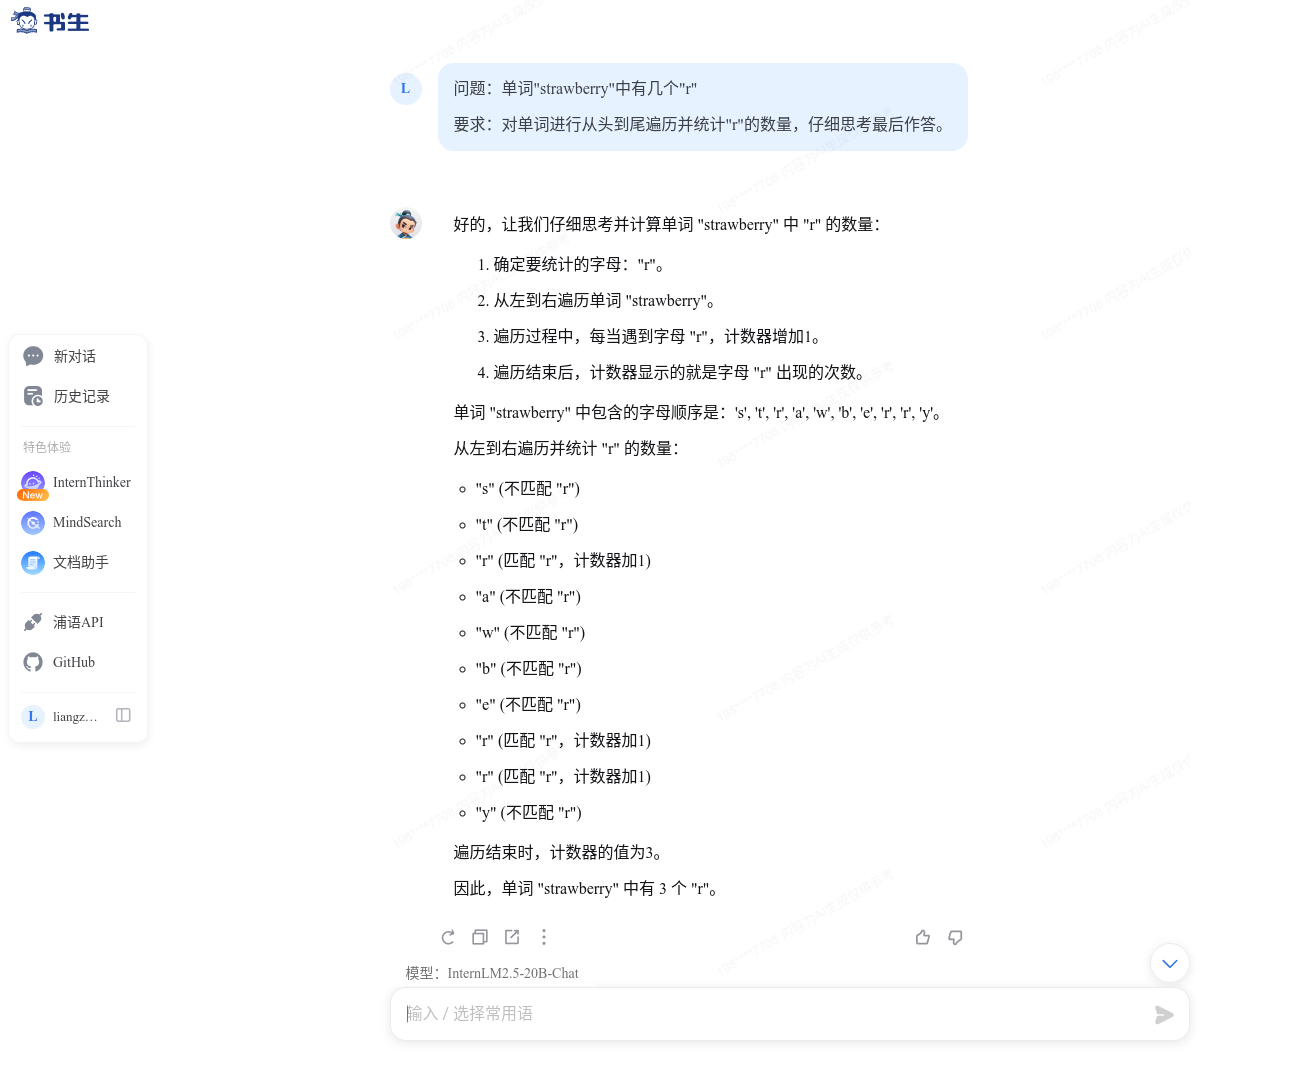 书生
L
问题：单词"strawberry"中有几个"r"
要求：对单词进行从头到尾遍历并统计"r"的数量，仔细思考最后作答。
好的，让我们仔细思考并计算单词 "strawberry" 中 "r" 的数量：
1. 确定要统计的字母："r"。
2. 从左到右遍历单词 "strawberry"。
3. 遍历过程中，每当遇到字母 "r"，计数器增加1。
4. 遍历结束后，计数器显示的就是字母 "r" 出现的次数。
单词 "strawberry" 中包含的字母顺序是：'s', 't', 'r', 'a', 'w', 'b', 'e', 'r', 'r', 'y'。
从左到右遍历并统计 "r" 的数量：
"s" (不匹配 "r")
"t" (不匹配 "r")
"r" (匹配 "r"，计数器加1)
"a" (不匹配 "r")
"w" (不匹配 "r")
"b" (不匹配 "r")
"e" (不匹配 "r")
"r" (匹配 "r"，计数器加1)
"r" (匹配 "r"，计数器加1)
"y" (不匹配 "r")
遍历结束时，计数器的值为3。
因此，单词 "strawberry" 中有 3 个 "r"。
模型：InternLM2.5-20B-Chat
输入 / 选择常用语
新对话
历史记录
特色体验
InternThinker
New
MindSearch
文档助手
浦语API
GitHub
L liangz…